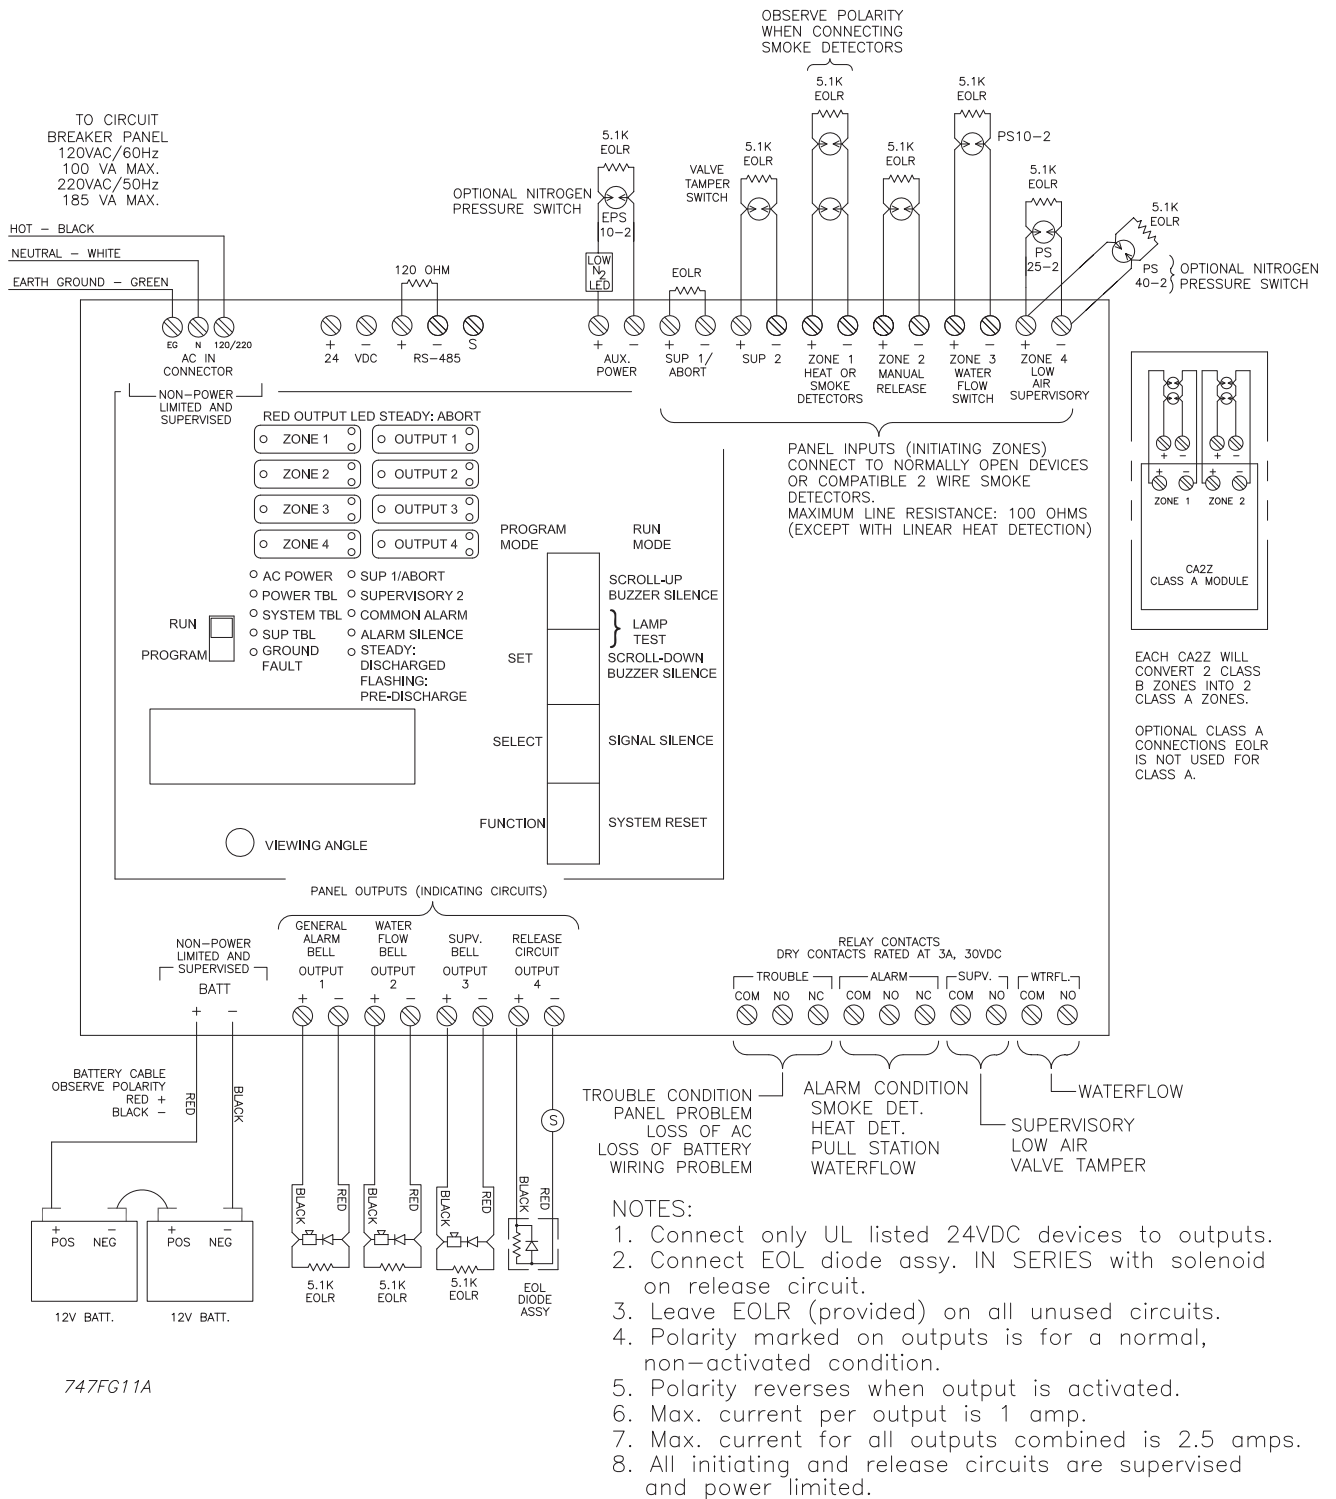 OBSERVE POLARITY
WHEN CONNECTING
SMOKE DETECTORS
5.1K
EOLR
5.1K
EOLR
PS10-2
TO CIRCUIT
BREAKER PANEL
120VAC/60Hz
100 VA MAX.
220VAC/50Hz
185 VA MAX.
5.1K
EOLR
5.1K
EOLR
5.1K
EOLR
5.1K
EOLR
5.1K
EOLR
VALVE
TAMPER
SWITCH
OPTIONAL NITROGEN
PRESSURE SWITCH
EPS
10-2
LOW
N2
LED
PS
25-2
PS
40-2
OPTIONAL NITROGEN
PRESSURE SWITCH
HOT - BLACK
NEUTRAL - WHITE
EARTH GROUND - GREEN
120 OHM
EOLR
EG N 120/220
AC IN
CONNECTOR
+ -
24 VDC
+ - S
RS-485
+ -
AUX.
POWER
+ -
SUP 1/
ABORT
+ -
SUP 2
+ -
ZONE 1
HEAT OR
SMOKE
DETECTORS
+ -
ZONE 2
MANUAL
RELEASE
+ -
ZONE 3
WATER
FLOW
SWITCH
+ -
ZONE 4
LOW
AIR
SUPERVISORY
NON-POWER
LIMITED AND
SUPERVISED
RED OUTPUT LED STEADY: ABORT
ZONE 1 OUTPUT 1
ZONE 2 OUTPUT 2
ZONE 3 OUTPUT 3
ZONE 4 OUTPUT 4
AC POWER
POWER TBL
SYSTEM TBL
SUP TBL
GROUND
FAULT
SUP 1/ABORT
SUPERVISORY 2
COMMON ALARM
ALARM SILENCE
STEADY:
DISCHARGED
FLASHING:
PRE-DISCHARGE
RUN
PROGRAM
PANEL INPUTS (INITIATING ZONES)
CONNECT TO NORMALLY OPEN DEVICES
OR COMPATIBLE 2 WIRE SMOKE
DETECTORS.
MAXIMUM LINE RESISTANCE: 100 OHMS
(EXCEPT WITH LINEAR HEAT DETECTION)
PROGRAM
MODE
RUN
MODE
SCROLL-UP
BUZZER SILENCE
LAMP
TEST
SET
SCROLL-DOWN
BUZZER SILENCE
SELECT
SIGNAL SILENCE
FUNCTION
SYSTEM RESET
VIEWING ANGLE
+ - + -
+ - + -
ZONE 1 ZONE 2
CA2Z
CLASS A MODULE
EACH CA2Z WILL
CONVERT 2 CLASS
B ZONES INTO 2
CLASS A ZONES.
OPTIONAL CLASS A
CONNECTIONS EOLR
IS NOT USED FOR
CLASS A.
PANEL OUTPUTS (INDICATING CIRCUITS)
NON-POWER
LIMITED AND
SUPERVISED
BATT
+ -
GENERAL
ALARM
BELL
OUTPUT
1
+ -
WATER
FLOW
BELL
OUTPUT
2
+ -
SUPV.
BELL
OUTPUT
3
+ -
RELEASE
CIRCUIT
OUTPUT
4
+ -
RELAY CONTACTS
DRY CONTACTS RATED AT 3A, 30VDC
TROUBLE ALARM SUPV. WTRFL.
COM NO NC COM NO NC COM NO COM NO
BATTERY CABLE
OBSERVE POLARITY
RED +
BLACK -
RED
BLACK
S
TROUBLE CONDITION
PANEL PROBLEM
LOSS OF AC
LOSS OF BATTERY
WIRING PROBLEM
ALARM CONDITION
SMOKE DET.
HEAT DET.
PULL STATION
WATERFLOW
SUPERVISORY
LOW AIR
VALVE TAMPER
WATERFLOW
BLACK
RED
BLACK
RED
BLACK
RED
BLACK
RED
+ -
POS NEG
+ -
POS NEG
12V BATT.
12V BATT.
5.1K
EOLR
5.1K
EOLR
5.1K
EOLR
EOL
DIODE
ASSY
NOTES:
1. Connect only UL listed 24VDC devices to outputs.
2. Connect EOL diode assy. IN SERIES with solenoid
on release circuit.
3. Leave EOLR (provided) on all unused circuits.
4. Polarity marked on outputs is for a normal,
non-activated condition.
5. Polarity reverses when output is activated.
6. Max. current per output is 1 amp.
7. Max. current for all outputs combined is 2.5 amps.
8. All initiating and release circuits are supervised
and power limited.
747FG11A